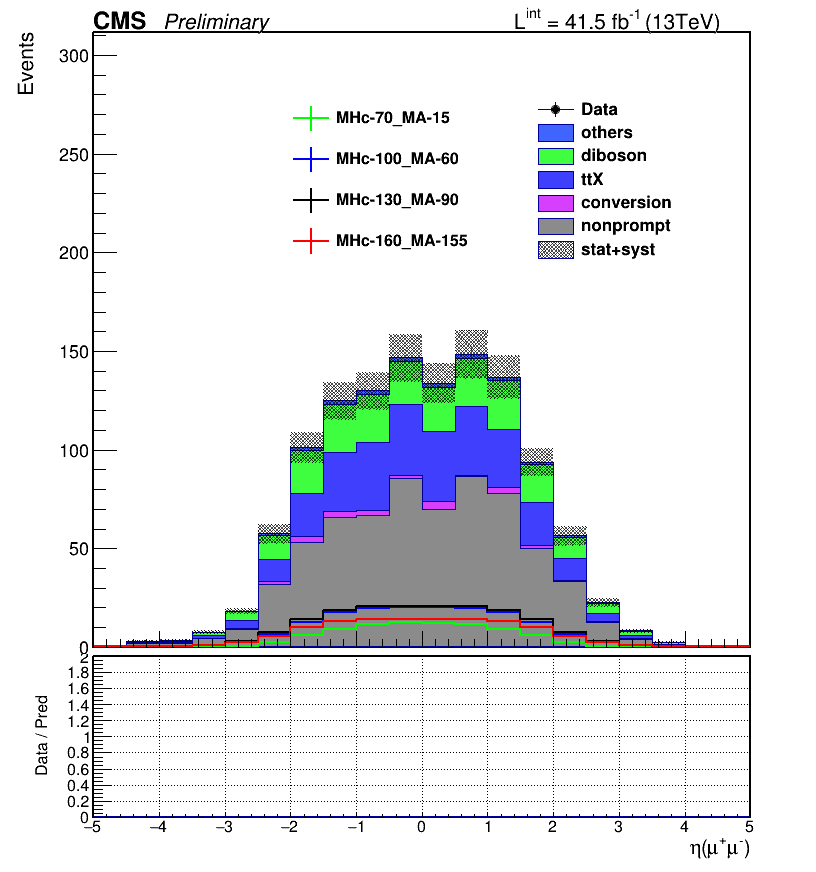 CMS Preliminary L^int = 41.5 fb^-1 (13TeV)
Events
300
250
200
150
100
50
0
MHc-70_MA-15
MHc-100_MA-60
MHc-130_MA-90
MHc-160_MA-155
Data
others
diboson
ttX
conversion
nonprompt
stat+syst
Data / Pred
2
1.8
1.6
1.4
1.2
1
0.8
0.6
0.4
0.2
0
−5 −4 −3 −2 −1 0 1 2 3 4 5
η(μ⁺μ⁻)